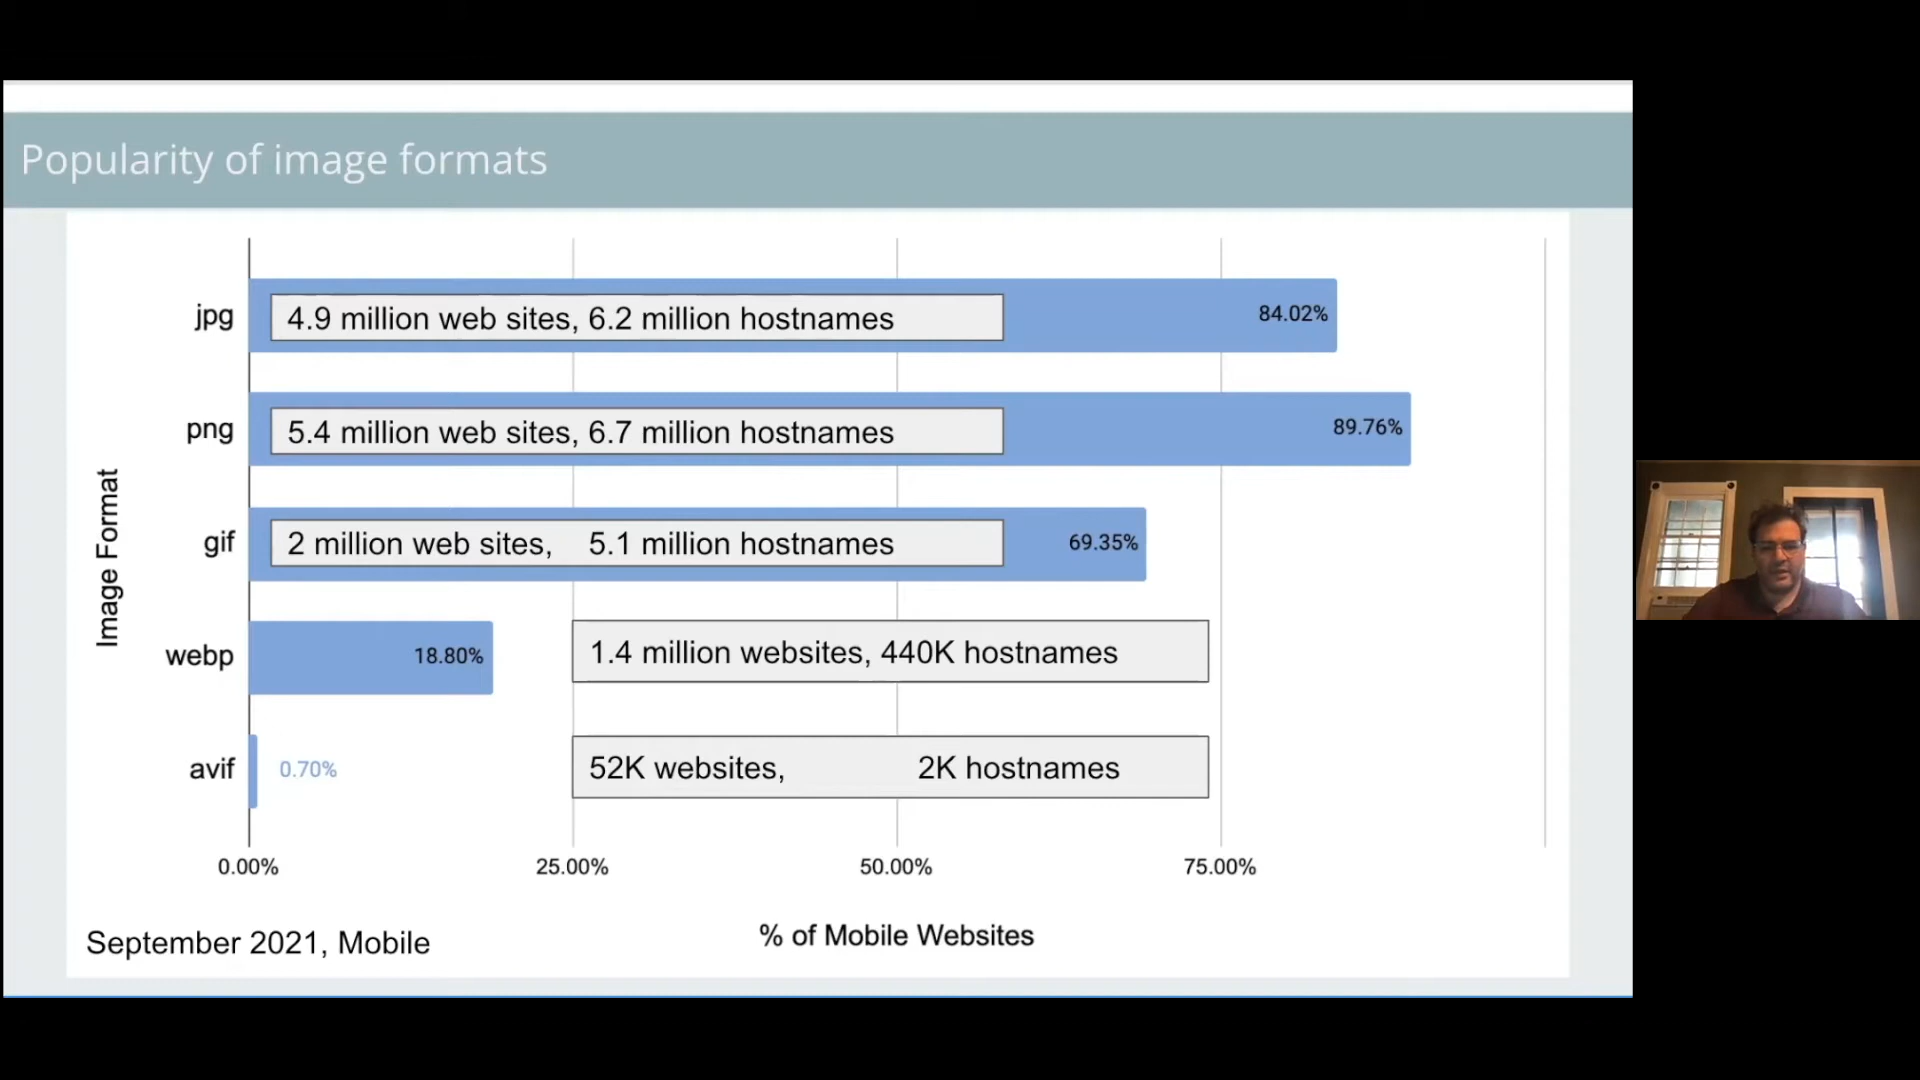 Popularity of image formats
jpg
4.9 million web sites, 6.2 million hostnames
84.02%
png
5.4 million web sites, 6.7 million hostnames
89.76%
gif
2 million web sites, 5.1 million hostnames
69.35%
webp
18.80%
1.4 million websites, 440K hostnames
avif
0.70%
52K websites, 2K hostnames
Image Format
0.00% 25.00% 50.00% 75.00%
% of Mobile Websites
September 2021, Mobile